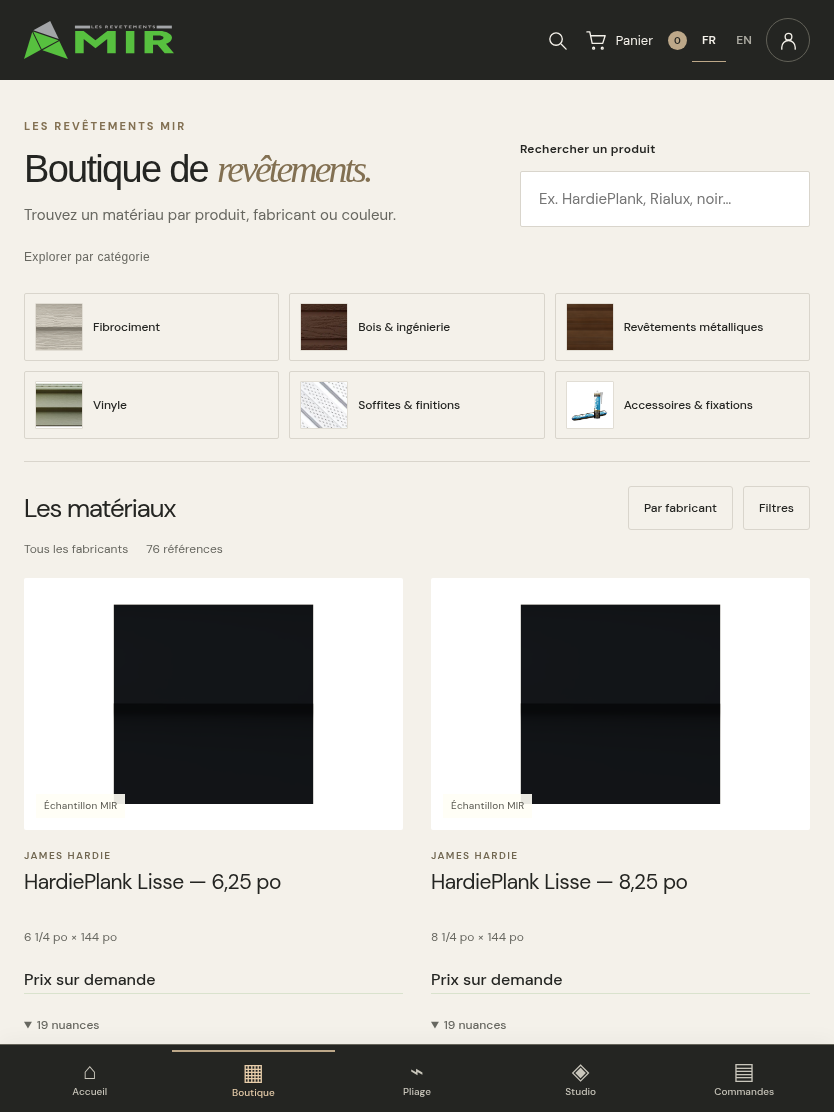 LES REVÊTEMENTS
MIR
Panier
0
FR
EN
LES REVÊTEMENTS MIR
Boutique de revêtements.
Trouvez un matériau par produit, fabricant ou couleur.
Rechercher un produit
Ex. HardiePlank, Rialux, noir...
Explorer par catégorie
Fibrociment
Bois & ingénierie
Revêtements métalliques
Vinyle
Soffites & finitions
Accessoires & fixations
Les matériaux
Par fabricant
Filtres
Tous les fabricants
76 références
Échantillon MIR
JAMES HARDIE
HardiePlank Lisse — 6,25 po
6 1/4 po × 144 po
Prix sur demande
▼ 19 nuances
Échantillon MIR
JAMES HARDIE
HardiePlank Lisse — 8,25 po
8 1/4 po × 144 po
Prix sur demande
▼ 19 nuances
Accueil
Boutique
Pliage
Studio
Commandes